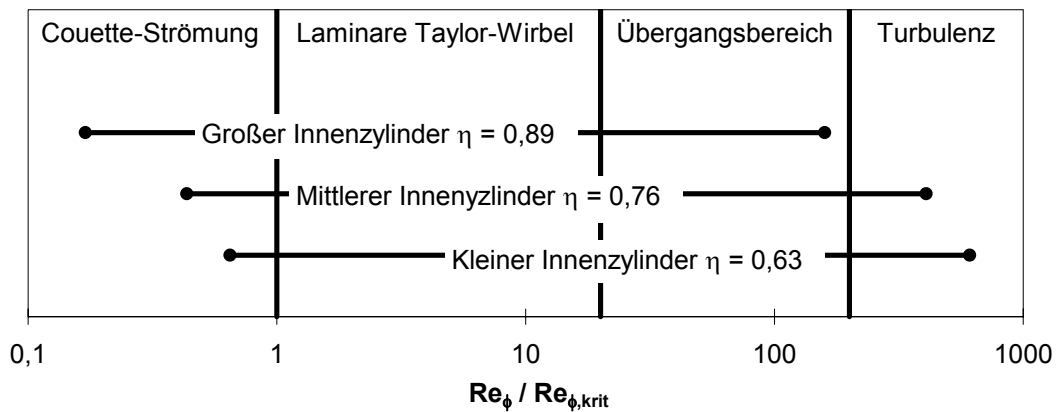 Couette-Strömung Laminare Taylor-Wirbel Übergangsbereich Turbulenz
Großer Innenzylinder η = 0,89
Mittlerer Innenyzlinder η = 0,76
Kleiner Innenzylinder η = 0,63
0,1 1 10 100 1000
Reϕ / Reϕ,krit